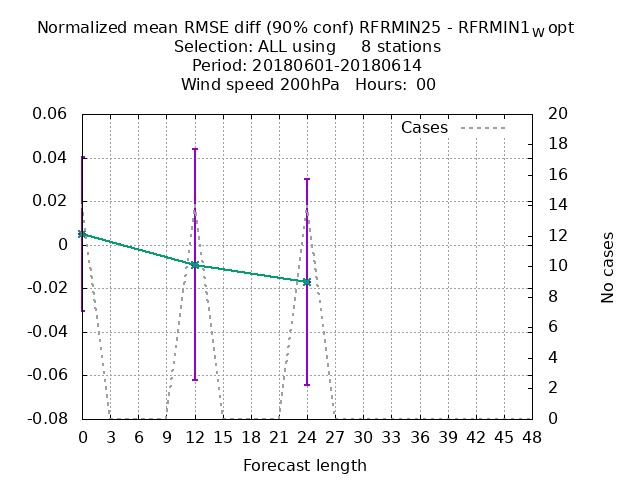 Normalized mean RMSE diff (90% conf) RFRMIN25 - RFRMIN1wopt
Selection: ALL using 8 stations
Period: 20180601-20180614
Wind speed 200hPa Hours: 00
Cases
0.06
0.04
0.02
0
-0.02
-0.04
-0.06
-0.08
20
18
16
14
12
10
8
6
4
2
0
No cases
0 3 6 9 12 15 18 21 24 27 30 33 36 39 42 45 48
Forecast length